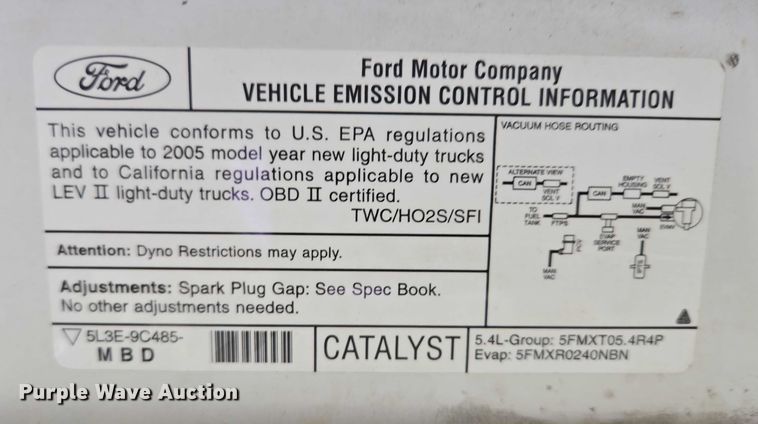 Ford
Ford Motor Company
VEHICLE EMISSION CONTROL INFORMATION
This vehicle conforms to U.S. EPA regulations
applicable to 2005 model year new light-duty trucks
and to California regulations applicable to new
LEV II light-duty trucks. OBD II certified.
TWC/HO2S/SFI
Attention: Dyno Restrictions may apply.
Adjustments: Spark Plug Gap: See Spec Book.
No other adjustments needed.
VACUUM HOSE ROUTING
ALTERNATE VIEW
CAN
VENT
SOL V
CAN
EMPTY
HOUSING
VENT
SOL V
TO
FUEL
TANK
FTPS
MAN
VAC
EVMV
EVAP
SERVICE
PORT
MAN
VAC
PCV
MAN
VAC
5L3E-9C485-
MBD
CATALYST
5.4L-Group: 5FMXT05.4R4P
Evap: 5FMXR0240NBN
Purple Wave Auction